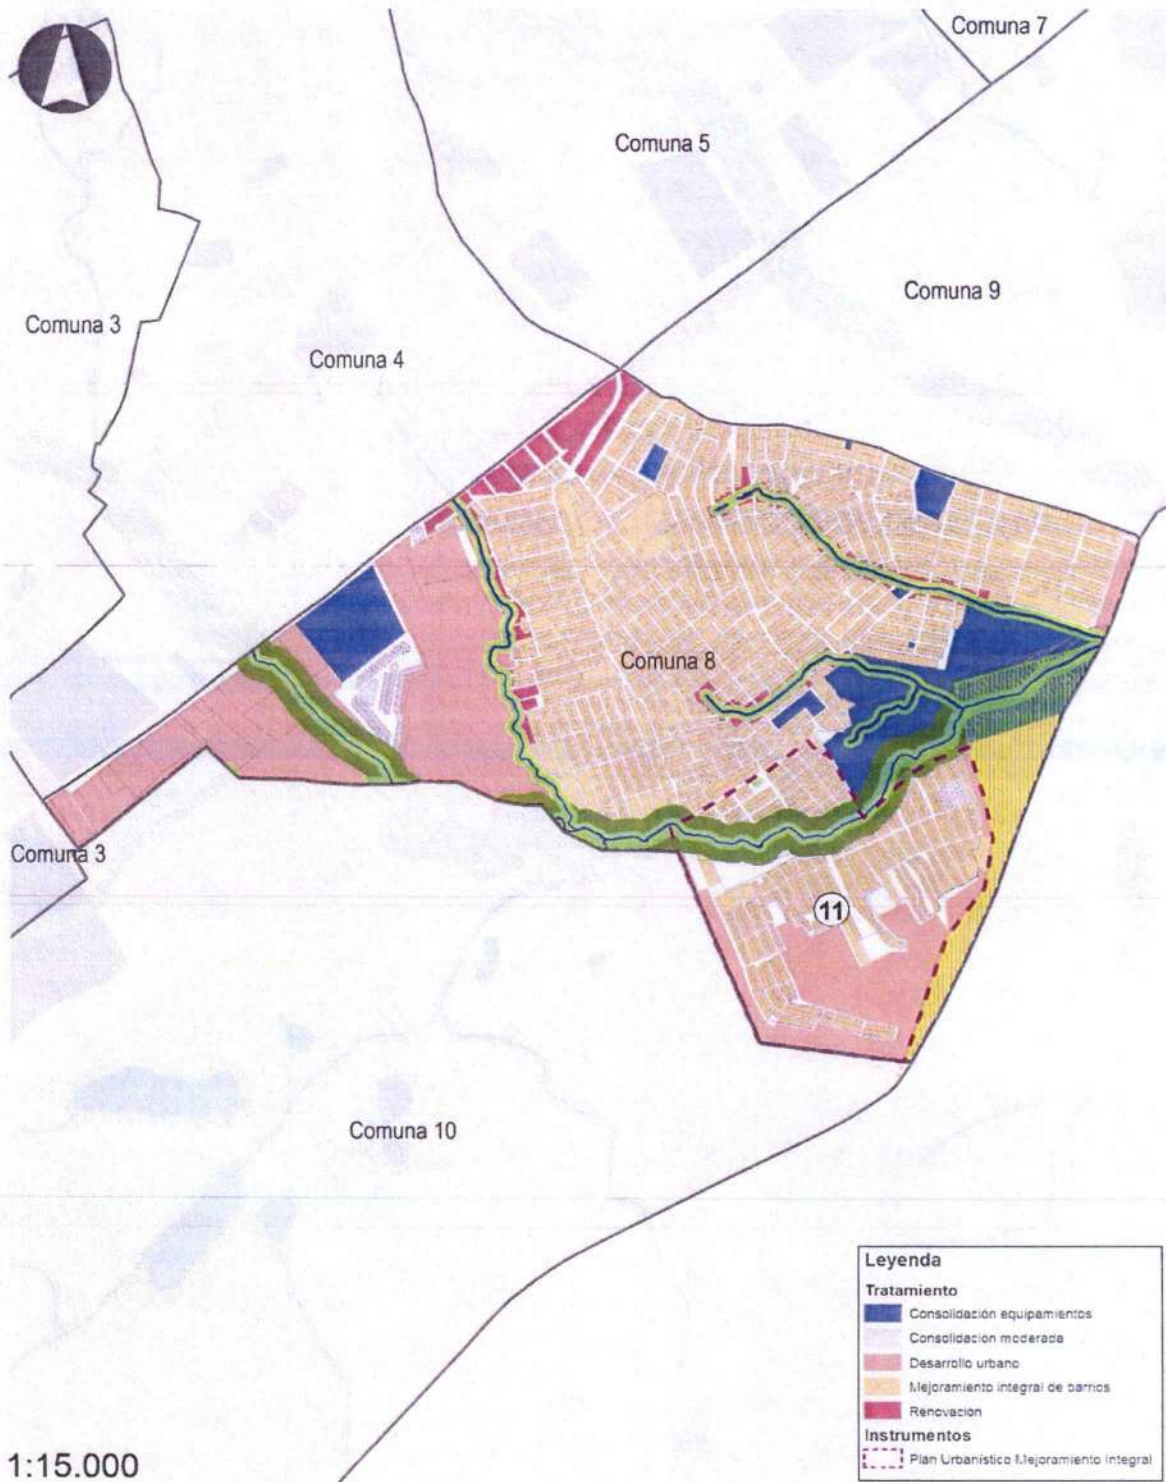 Comuna 7
Comuna 5
Comuna 9
Comuna 3
Comuna 4
Comuna 8
Comuna 3
11
Comuna 10
Leyenda
Tratamiento
Consolidación equipamientos
Consolidación moderada
Desarrollo urbano
Mejoramiento integral de barrios
Renovación
Instrumentos
Plan Urbanístico Mejoramiento Integral
1:15.000